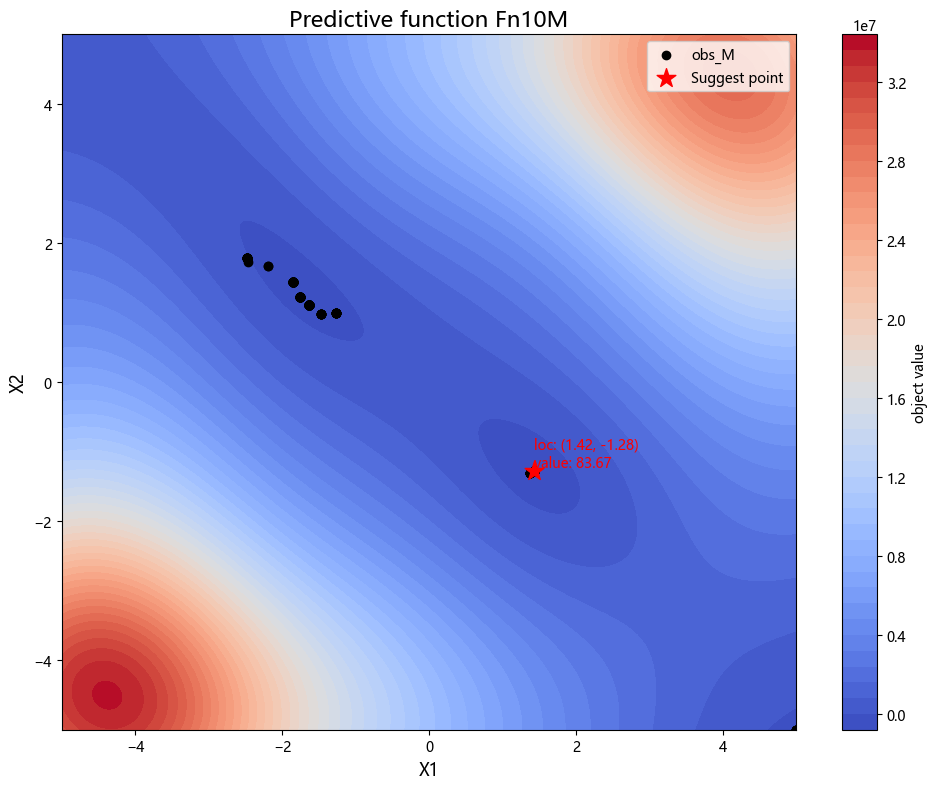 Predictive function Fn10M
1e7
obs_M
Suggest point
4
2
0
−2
−4
X2
loc: (1.42, −1.28)
value: 83.67
−4
−2
0
2
4
X1
3.2
2.8
2.4
2.0
1.6
1.2
0.8
0.4
0.0
object value